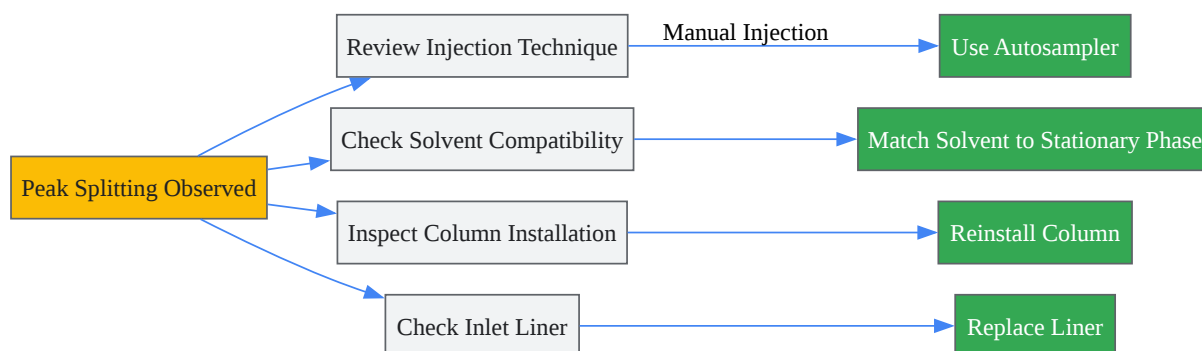 Peak Splitting Observed
Review Injection Technique
Manual Injection
Use Autosampler
Check Solvent Compatibility
Match Solvent to Stationary Phase
Inspect Column Installation
Reinstall Column
Check Inlet Liner
Replace Liner